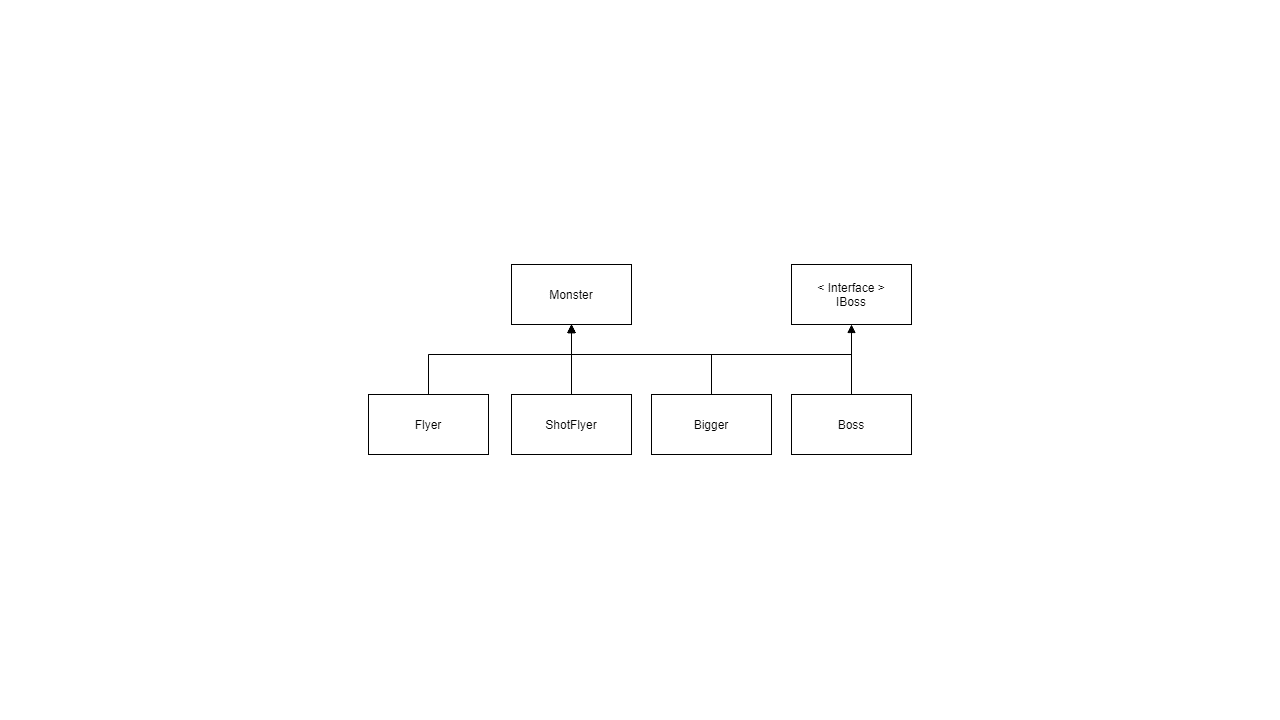 Monster
< Interface >
IBoss
Flyer
ShotFlyer
Bigger
Boss